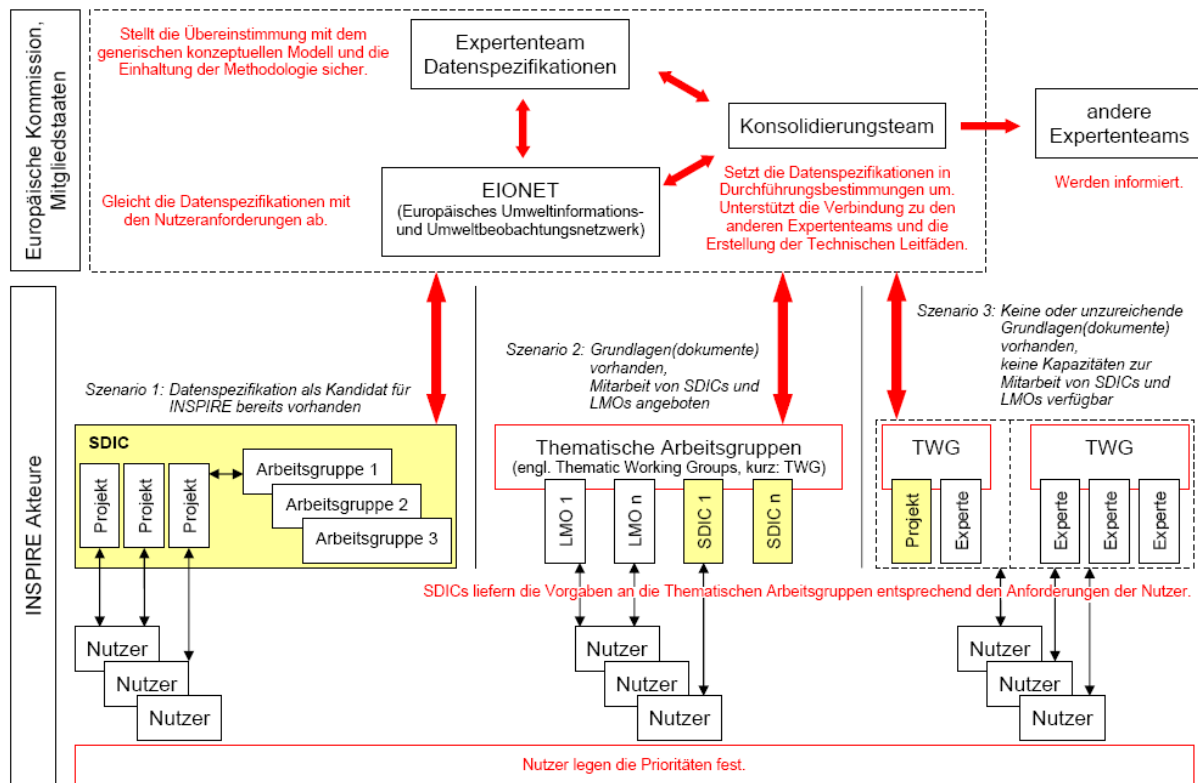 Europäische Kommission,
Mitgliedstaaten
Stellt die Übereinstimmung mit dem
generischen konzeptuellen Modell und die
Einhaltung der Methodologie sicher.
Expertenteam
Datenspezifikationen
Konsolidierungsteam
andere
Expertenteams
Werden informiert.
Gleicht die Datenspezifikationen mit
den Nutzeranforderungen ab.
EIONET
(Europäisches Umweltinformations-
und Umweltbeobachtungsnetzwerk)
Setzt die Datenspezifikationen in
Durchführungsbestimmungen um.
Unterstützt die Verbindung zu den
anderen Expertenteams und die
Erstellung der Technischen Leitfäden.
INSPIRE Akteure
Szenario 1: Datenspezifikation als Kandidat für
INSPIRE bereits vorhanden
SDIC
Projekt
Projekt
Projekt
Arbeitsgruppe 1
Arbeitsgruppe 2
Arbeitsgruppe 3
Nutzer
Nutzer
Nutzer
Szenario 2: Grundlagen(dokumente)
vorhanden,
Mitarbeit von SDICs und
LMOs angeboten
Thematische Arbeitsgruppen
(engl. Thematic Working Groups, kurz: TWG)
LMO 1
LMO n
SDIC 1
SDIC n
Szenario 3: Keine oder unzureichende
Grundlagen(dokumente)
vorhanden,
keine Kapazitäten zur
Mitarbeit von SDICs und
LMOs verfügbar
TWG
Projekt
Experte
TWG
Experte
Experte
Experte
SDICs liefern die Vorgaben an die Thematischen Arbeitsgruppen entsprechend den Anforderungen der Nutzer.
Nutzer
Nutzer
Nutzer
Nutzer
Nutzer
Nutzer
Nutzer legen die Prioritäten fest.